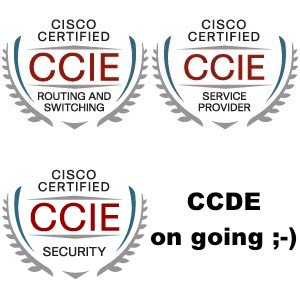 CISCO
CERTIFIED
CCIE
ROUTING AND
SWITCHING
CISCO
CERTIFIED
CCIE
SERVICE
PROVIDER
CISCO
CERTIFIED
CCIE
SECURITY
CCDE
on going ;-)